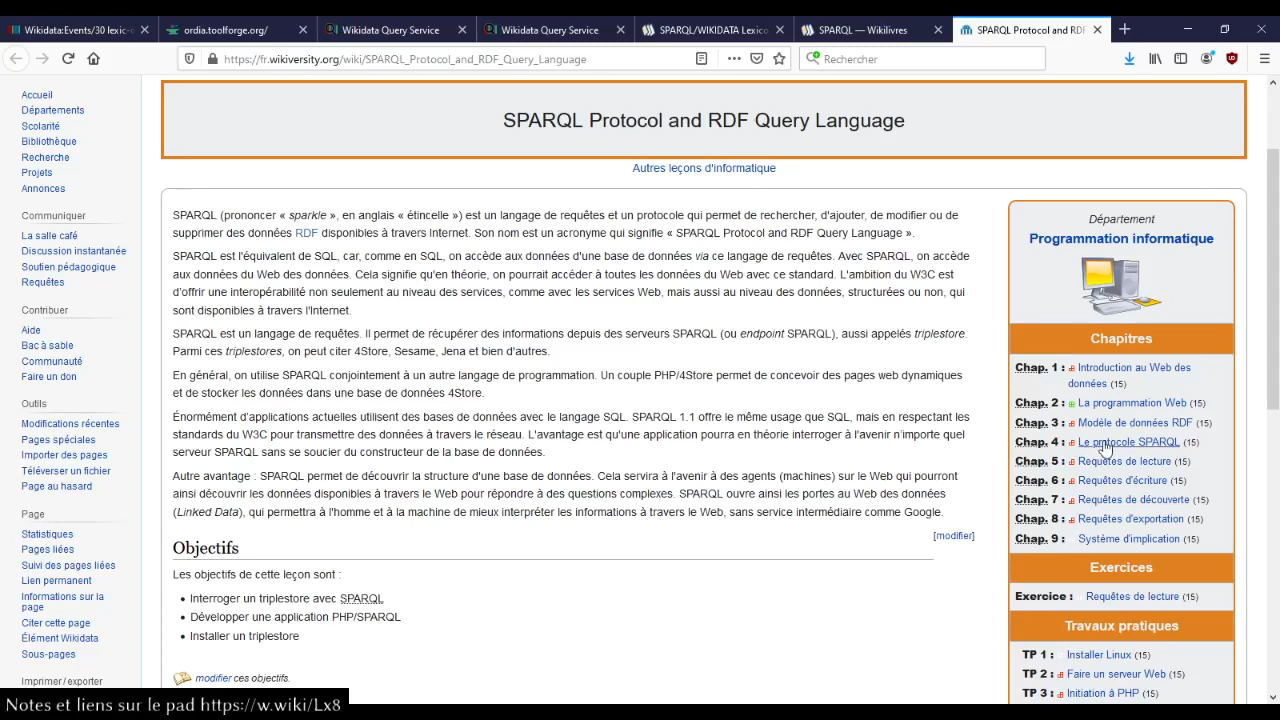 Wikidata:Events/30 lexic-o
ordia.toolforge.org/
Wikidata Query Service
Wikidata Query Service
SPARQL/WIKIDATA Lexico
SPARQL — Wikilivres
SPARQL Protocol and RDF
https://fr.wikiversity.org/wiki/SPARQL_Protocol_and_RDF_Query_Language
Rechercher
Accueil
Départements
Scolarité
Bibliothèque
Recherche
Projets
Annonces
Communiquer
La salle café
Discussion instantanée
Soutien pédagogique
Requêtes
Contribuer
Aide
Bac à sable
Communauté
Faire un don
Outils
Modifications récentes
Pages spéciales
Importer des pages
Téléverser un fichier
Page au hasard
Page
Statistiques
Pages liées
Suivi des pages liées
Lien permanent
Informations sur la
page
Citer cette page
Élément Wikidata
Sous-pages
Imprimer / exporter
SPARQL Protocol and RDF Query Language
Autres leçons d'informatique
SPARQL (prononcer « sparkle », en anglais « étincelle ») est un langage de requêtes et un protocole qui permet de rechercher, d'ajouter, de modifier ou de
supprimer des données RDF disponibles à travers Internet. Son nom est un acronyme qui signifie « SPARQL Protocol and RDF Query Language ».
SPARQL est l'équivalent de SQL, car, comme en SQL, on accède aux données d'une base de données via ce langage de requêtes. Avec SPARQL, on accède
aux données du Web des données. Cela signifie qu'en théorie, on pourrait accéder à toutes les données du Web avec ce standard. L'ambition du W3C est
d'offrir une interopérabilité non seulement au niveau des services, comme avec les services Web, mais aussi au niveau des données, structurées ou non, qui
sont disponibles à travers l'Internet.
SPARQL est un langage de requêtes. Il permet de récupérer des informations depuis des serveurs SPARQL (ou endpoint SPARQL), aussi appelés triplestore.
Parmi ces triplestores, on peut citer 4Store, Sesame, Jena et bien d'autres.
En général, on utilise SPARQL conjointement à un autre langage de programmation. Un couple PHP/4Store permet de concevoir des pages web dynamiques
et de stocker les données dans une base de données 4Store.
Énormément d'applications actuelles utilisent des bases de données avec le langage SQL. SPARQL 1.1 offre le même usage que SQL, mais en respectant les
standards du W3C pour transmettre des données à travers le réseau. L'avantage est qu'une application pourra en théorie interroger à l'avenir n'importe quel
serveur SPARQL sans se soucier du constructeur de la base de données.
Autre avantage : SPARQL permet de découvrir la structure d'une base de données. Cela servira à l'avenir à des agents (machines) sur le Web qui pourront
ainsi découvrir les données disponibles à travers le Web pour répondre à des questions complexes. SPARQL ouvre ainsi les portes au Web des données
(Linked Data), qui permettra à l'homme et à la machine de mieux interpréter les informations à travers le Web, sans service intermédiaire comme Google.
Objectifs
[modifier]
Les objectifs de cette leçon sont :
• Interroger un triplestore avec SPARQL
• Développer une application PHP/SPARQL
• Installer un triplestore
modifier ces objectifs.
Département
Programmation informatique
Chapitres
Chap. 1 : Introduction au Web des
données (15)
Chap. 2 : La programmation Web (15)
Chap. 3 : Modèle de données RDF (15)
Chap. 4 : Le protocole SPARQL (15)
Chap. 5 : Requêtes de lecture (15)
Chap. 6 : Requêtes d'écriture (15)
Chap. 7 : Requêtes de découverte (15)
Chap. 8 : Requêtes d'exportation (15)
Chap. 9 : Système d'implication (15)
Exercices
Exercice : Requêtes de lecture (15)
Travaux pratiques
TP 1 : Installer Linux (15)
TP 2 : Faire un serveur Web (15)
TP 3 : Initiation à PHP (15)
Notes et liens sur le pad https://w.wiki/Lx8